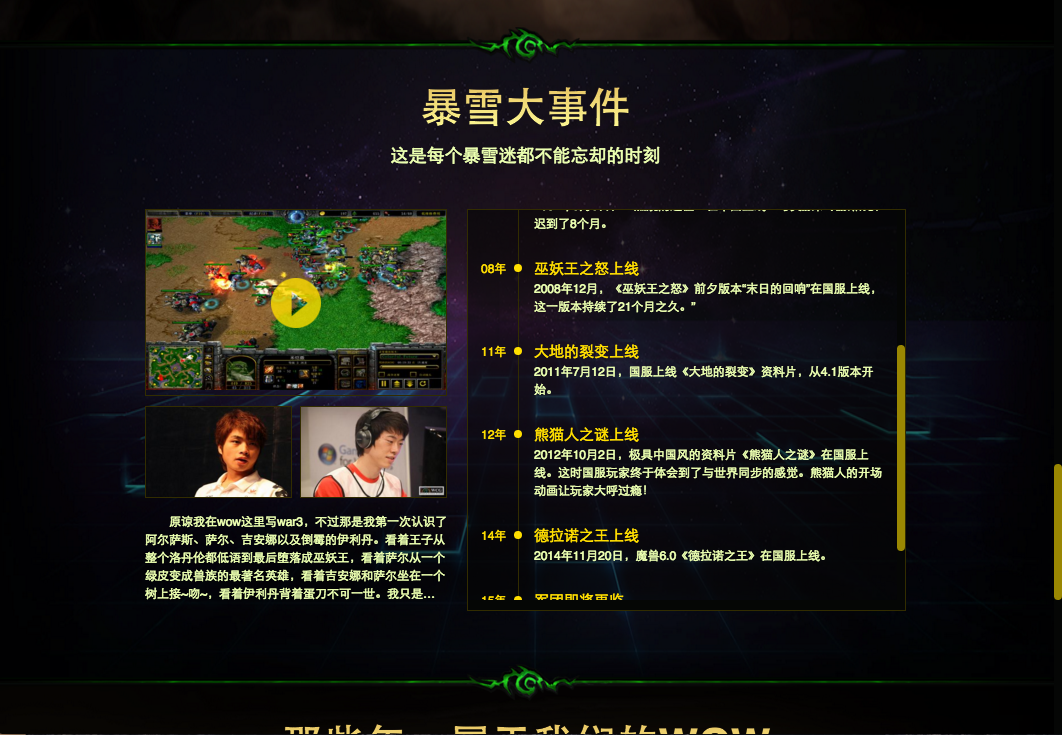 暴雪大事件
这是每个暴雪迷都不能忘却的时刻
迟到了8个月。
08年
巫妖王之怒上线
2008年12月，《巫妖王之怒》前夕版本“末日的回响”在国服上线，
这一版本持续了21个月之久。”
11年
大地的裂变上线
2011年7月12日，国服上线《大地的裂变》资料片，从4.1版本开
始。
12年
熊猫人之谜上线
2012年10月2日，极具中国风的资料片《熊猫人之谜》在国服上
线。这时国服玩家终于体会到了与世界同步的感觉。熊猫人的开场
动画让玩家大呼过瘾！
14年
德拉诺之王上线
2014年11月20日，魔兽6.0《德拉诺之王》在国服上线。
15年
军团即将再临
原谅我在wow这里写war3，不过那是我第一次认识了
阿尔萨斯、萨尔、吉安娜以及倒霉的伊利丹。看着王子从
整个洛丹伦都低语到最后堕落成巫妖王，看着萨尔从一个
绿皮变成兽族的最著名英雄，看着吉安娜和萨尔坐在一个
树上接~吻~，看着伊利丹背着蛋刀不可一世。我只是...
那些年，属于我们的WOW